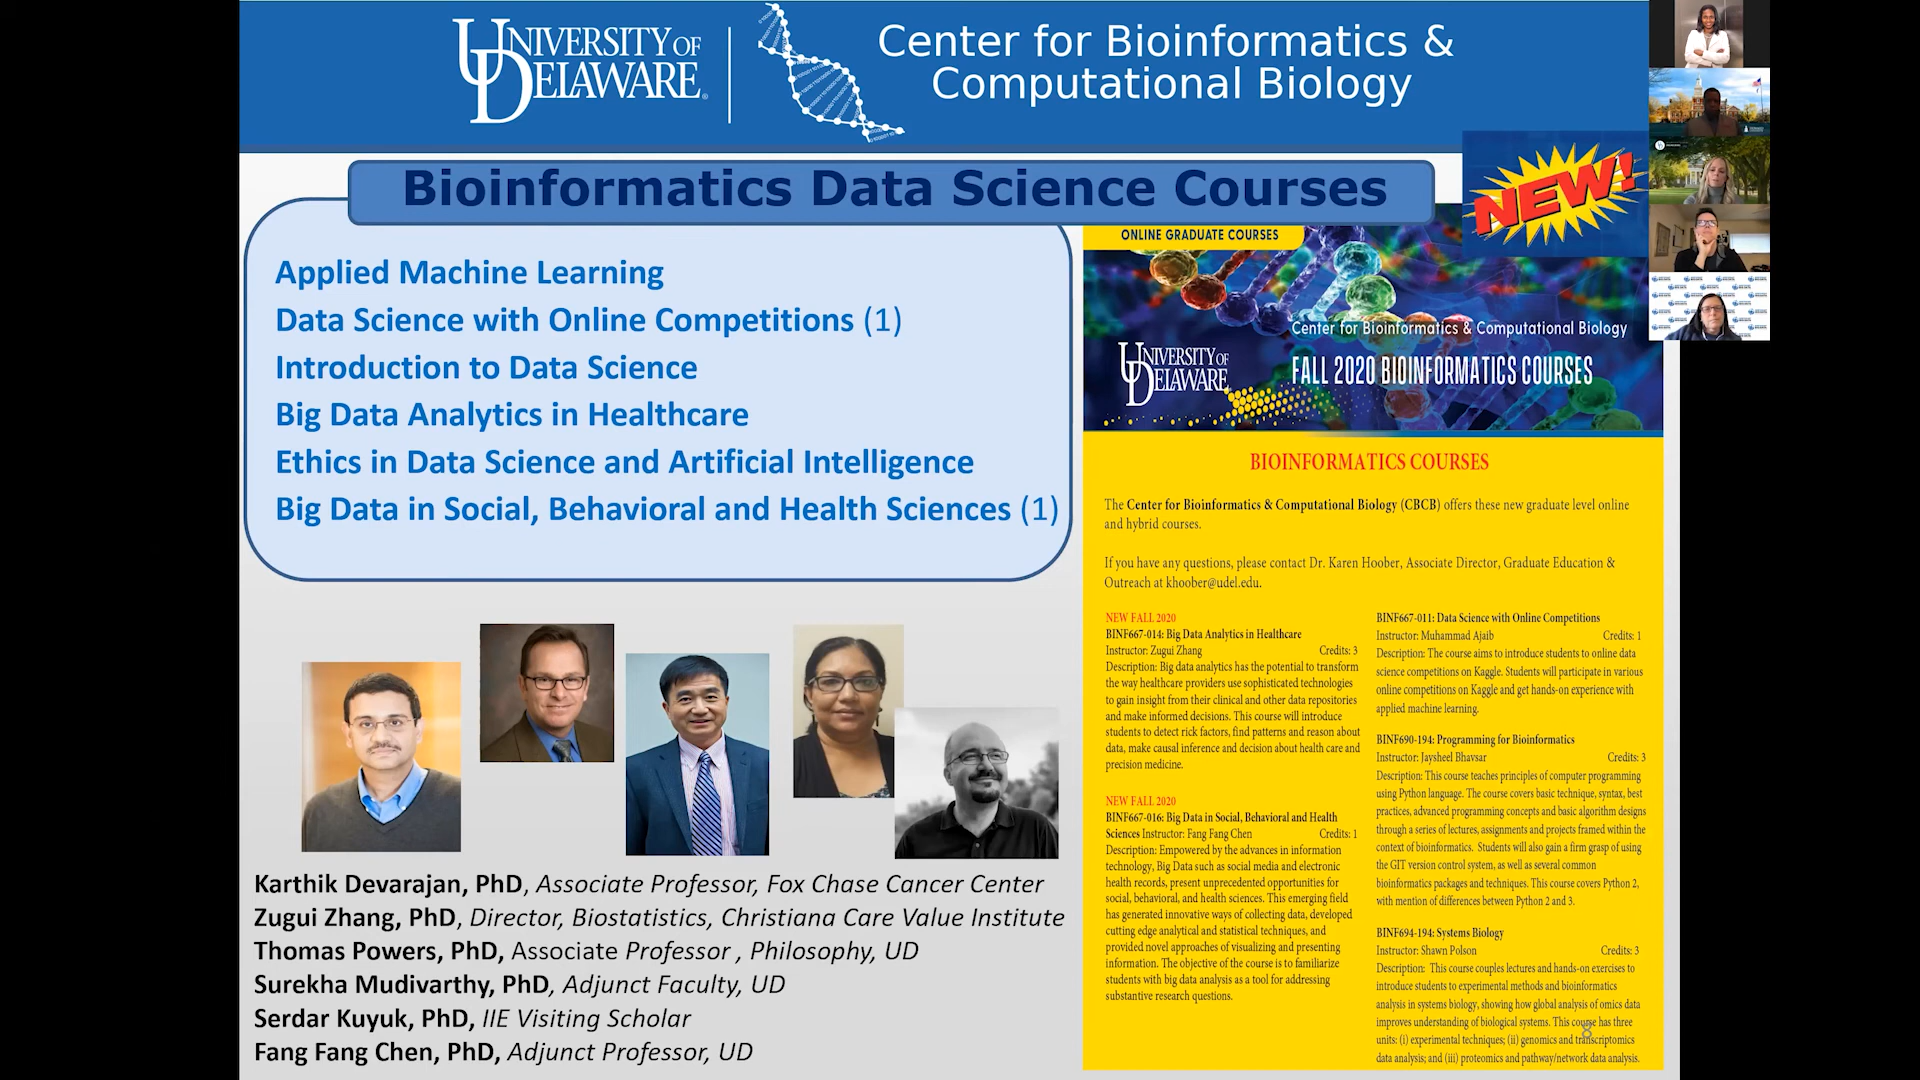 UNIVERSITY OF DELAWARE®
Center for Bioinformatics &
Computational Biology
Bioinformatics Data Science Courses
NEW!
Applied Machine Learning
Data Science with Online Competitions (1)
Introduction to Data Science
Big Data Analytics in Healthcare
Ethics in Data Science and Artificial Intelligence
Big Data in Social, Behavioral and Health Sciences (1)
Karthik Devarajan, PhD, Associate Professor, Fox Chase Cancer Center
Zugui Zhang, PhD, Director, Biostatistics, Christiana Care Value Institute
Thomas Powers, PhD, Associate Professor , Philosophy, UD
Surekha Mudivarthy, PhD, Adjunct Faculty, UD
Serdar Kuyuk, PhD, IIE Visiting Scholar
Fang Fang Chen, PhD, Adjunct Professor, UD
ONLINE GRADUATE COURSES
Center for Bioinformatics & Computational Biology
UNIVERSITY OF DELAWARE
FALL 2020 BIOINFORMATICS COURSES
BIOINFORMATICS COURSES
The Center for Bioinformatics & Computational Biology (CBCB) offers these new graduate level online
and hybrid courses.
If you have any questions, please contact Dr. Karen Hoober, Associate Director, Graduate Education &
Outreach at khoober@udel.edu.
NEW FALL 2020
BINF667-014: Big Data Analytics in Healthcare
Instructor: Zugui Zhang Credits: 3
Description: Big data analytics has the potential to transform
the way healthcare providers use sophisticated technologies
to gain insight from their clinical and other data repositories
and make informed decisions. This course will introduce
students to detect risk factors, find patterns and reason about
data, make causal inference and decision about health care and
precision medicine.
NEW FALL 2020
BINF667-016: Big Data in Social, Behavioral and Health
Sciences Instructor: Fang Fang Chen Credits: 1
Description: Empowered by the advances in information
technology, Big Data such as social media and electronic
health records, present unprecedented opportunities for
social, behavioral, and health sciences. This emerging field
has generated innovative ways of collecting data, developed
cutting edge analytical and statistical techniques, and
provided novel approaches of visualizing and presenting
information. The objective of the course is to familiarize
students with big data analysis as a tool for addressing
substantive research questions.
BINF667-011: Data Science with Online Competitions
Instructor: Muhammad Ajaib Credits: 1
Description: The course aims to introduce students to online data
science competitions on Kaggle. Students will participate in various
online competitions on Kaggle and get hands-on experience with
applied machine learning.
BINF690-194: Programming for Bioinformatics
Instructor: Jaysheel Bhavsar Credits: 3
Description: This course teaches principles of computer programming
using Python language. The course covers basic technique, syntax, best
practices, advanced programming concepts and basic algorithm designs
through a series of lectures, assignments and projects framed within the
context of bioinformatics. Students will also gain a firm grasp of using
the GIT version control system, as well as several common
bioinformatics packages and techniques. This course covers Python 2,
with mention of differences between Python 2 and 3.
BINF694-194: Systems Biology
Instructor: Shawn Polson Credits: 3
Description: This course couples lectures and hands-on exercises to
introduce students to experimental methods and bioinformatics
analysis in systems biology, showing how global analysis of omics data
improves understanding of biological systems. This course has three
units: (i) experimental techniques; (ii) genomics and transcriptomics
data analysis; and (iii) proteomics and pathway/network data analysis.
8